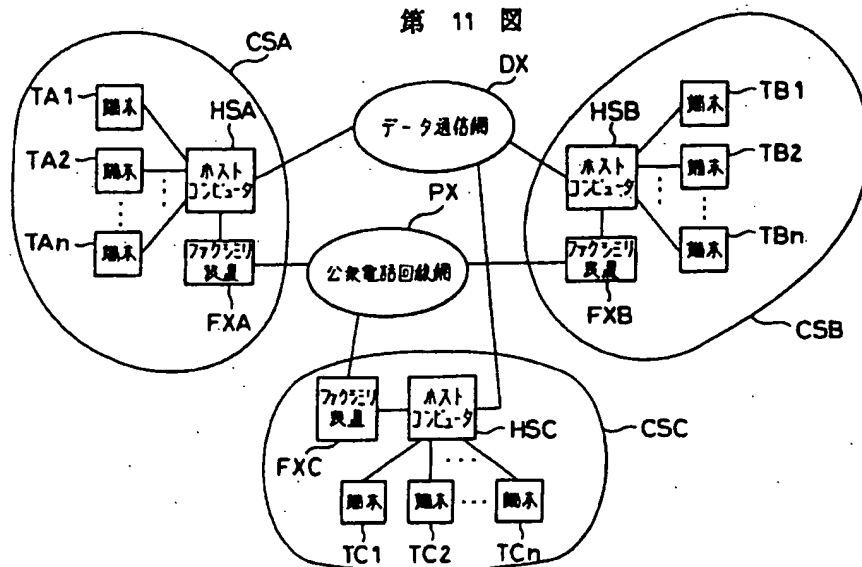 第 11 図
CSA
DX
TA1
端末
HSA
データ通信網
HSB
端末
TB1
TA2
端末
ホスト
コンピュータ
ホスト
コンピュータ
端末
TB2
PX
TAn
端末
ファクシミリ
装置
公衆電話回線網
ファクシミリ
装置
端末
TBn
FXA
FXB
CSB
ファクシミリ
装置
ホスト
コンピュータ
HSC
CSC
FXC
端末
端末
端末
TC1
TC2
TCn